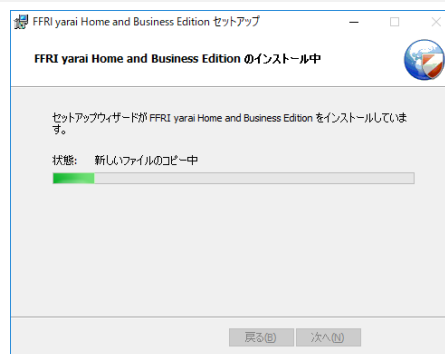 FFRI yarai Home and Business Edition セットアップ
FFRI yarai Home and Business Edition のインストール中
セットアップウィザードが FFRI yarai Home and Business Edition をインストールしていま
す。
状態: 新しいファイルのコピー中
戻る(B) 次へ(N)